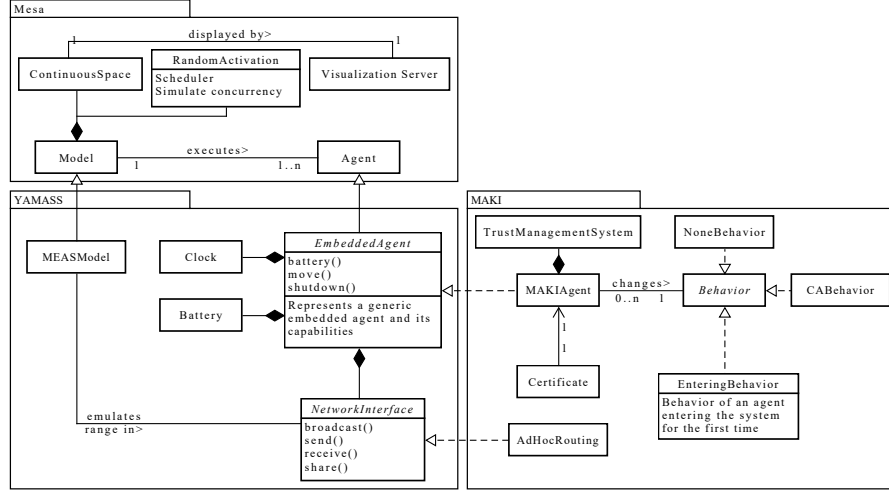 Mesa
displayed by>
1
1
ContinuousSpace
RandomActivation
Scheduler
Simulate concurrency
Visualization Server
Model
executes>
1
1..n
Agent
YAMASS
MEASModel
Clock
Battery
EmbeddedAgent
battery()
move()
shutdown()
Represents a generic
embedded agent and its
capabilities
emulates
range in>
NetworkInterface
broadcast()
send()
receive()
share()
MAKI
TrustManagementSystem
NoneBehavior
MAKIAgent
changes>
0..n
1
Behavior
CABehavior
1
1
Certificate
EnteringBehavior
Behavior of an agent
entering the system
for the first time
AdHocRouting